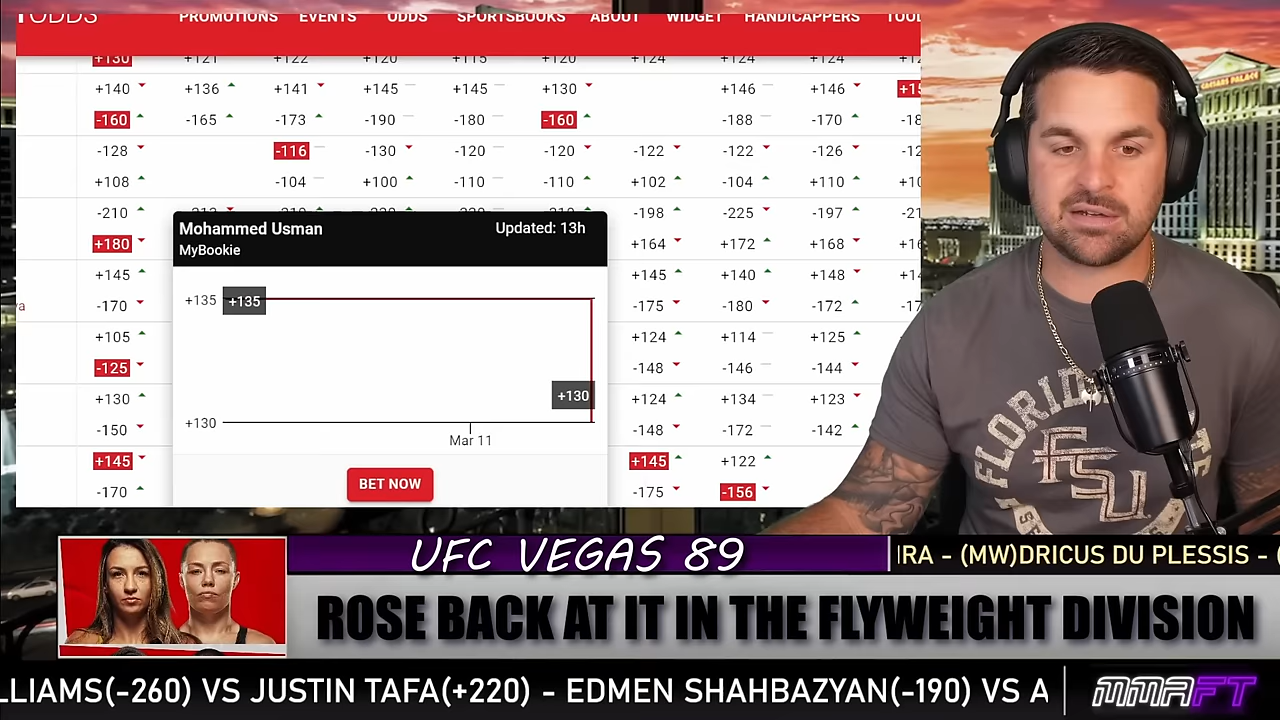 ODDS PROMOTIONS EVENTS ODDS SPORTSBOOKS ABOUT WIDGET HANDICAPPERS
+130 +121 +122 +120 +115 +120 +124 +124 +124
+140 +136 +141 +145 +145 +130 +146 +146
-160 -165 -173 -190 -180 -160 -188 -170
-128 -116 -130 -120 -120 -122 -122 -126
+108 -104 +100 -110 -110 +102 -104 +110
-210 -198 -225 -197
+180 +164 +172 +168
+145 +145 +140 +148
-170 -175 -180 -172
+105 +124 +114 +125
-125 -148 -146 -144
+130 +124 +134 +123
-150 -148 -172 -142
+145 +145 +122
-170 -175 -156
Mohammed Usman Updated: 13h
MyBookie
+135 +135
+130
+130
Mar 11
BET NOW
CAESARS PALACE
FLORIDA
FSU
UFC VEGAS 89
IRA - (MW)DRICUS DU PLESSIS - (
ROSE BACK AT IT IN THE FLYWEIGHT DIVISION
LLIAMS(-260) VS JUSTIN TAFA(+220) - EDMEN SHAHBAZYAN(-190) VS A
MMAFT